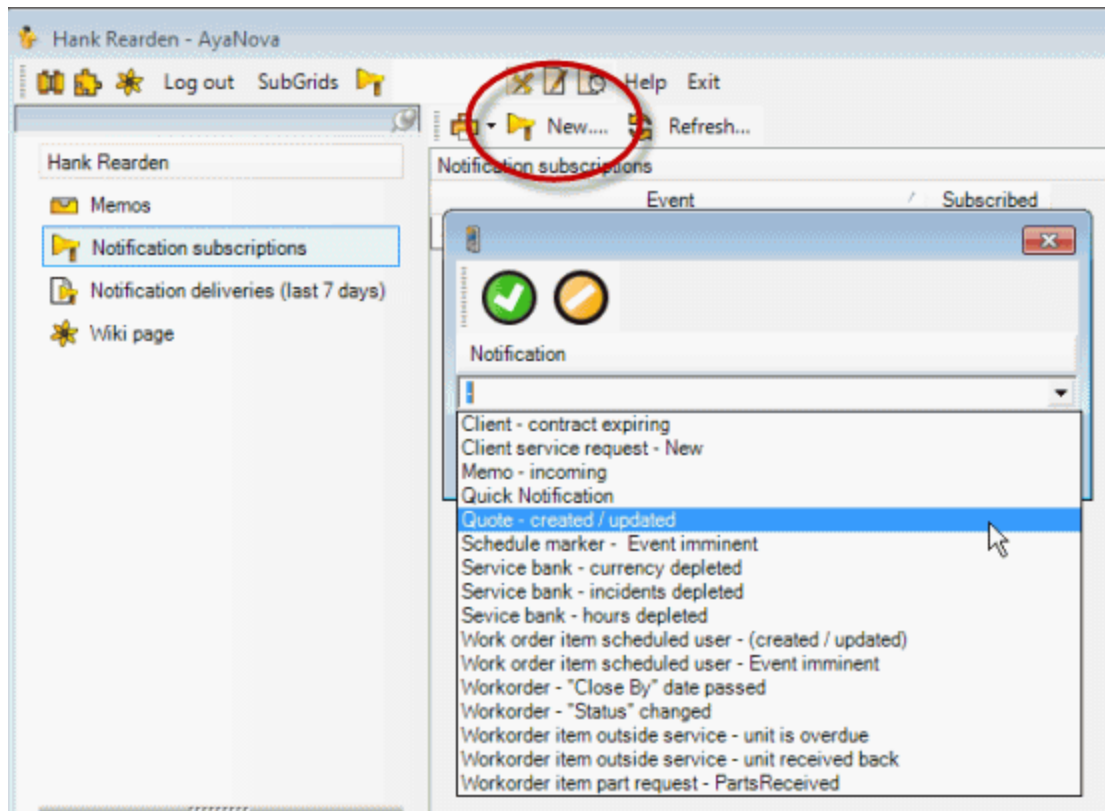 Hank Rearden - AyaNova
Log out SubGrids Help Exit
New.... Refresh...
Hank Rearden
Notification subscriptions
Event Subscribed
Memos
Notification subscriptions
Notification deliveries (last 7 days)
Wiki page
Notification
-
Client - contract expiring
Client service request - New
Memo - incoming
Quick Notification
Quote - created / updated
Schedule marker -  Event imminent
Service bank - currency depleted
Service bank - incidents depleted
Sevice bank - hours depleted
Work order item scheduled user - (created / updated)
Work order item scheduled user - Event imminent
Workorder - "Close By" date passed
Workorder - "Status" changed
Workorder item outside service - unit is overdue
Workorder item outside service - unit received back
Workorder item part request - PartsReceived